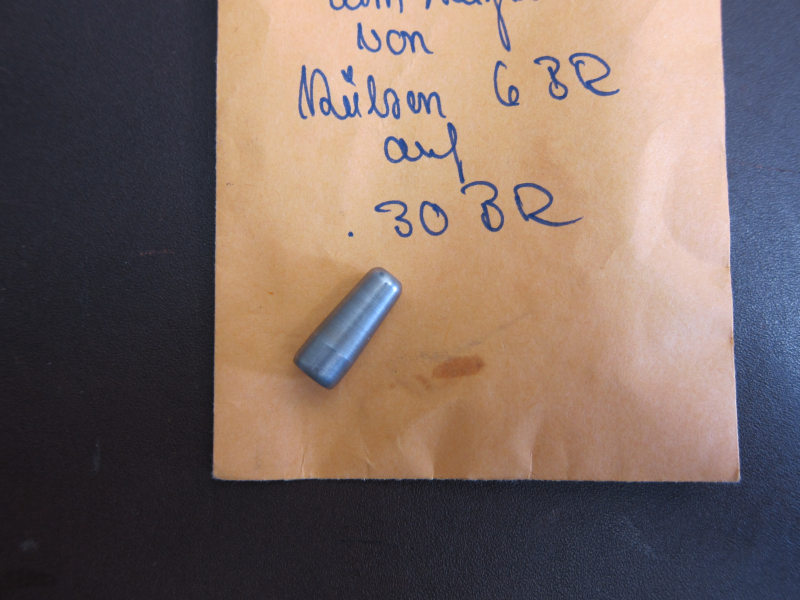 von
Hülsen 6 BR
auf
.30 BR